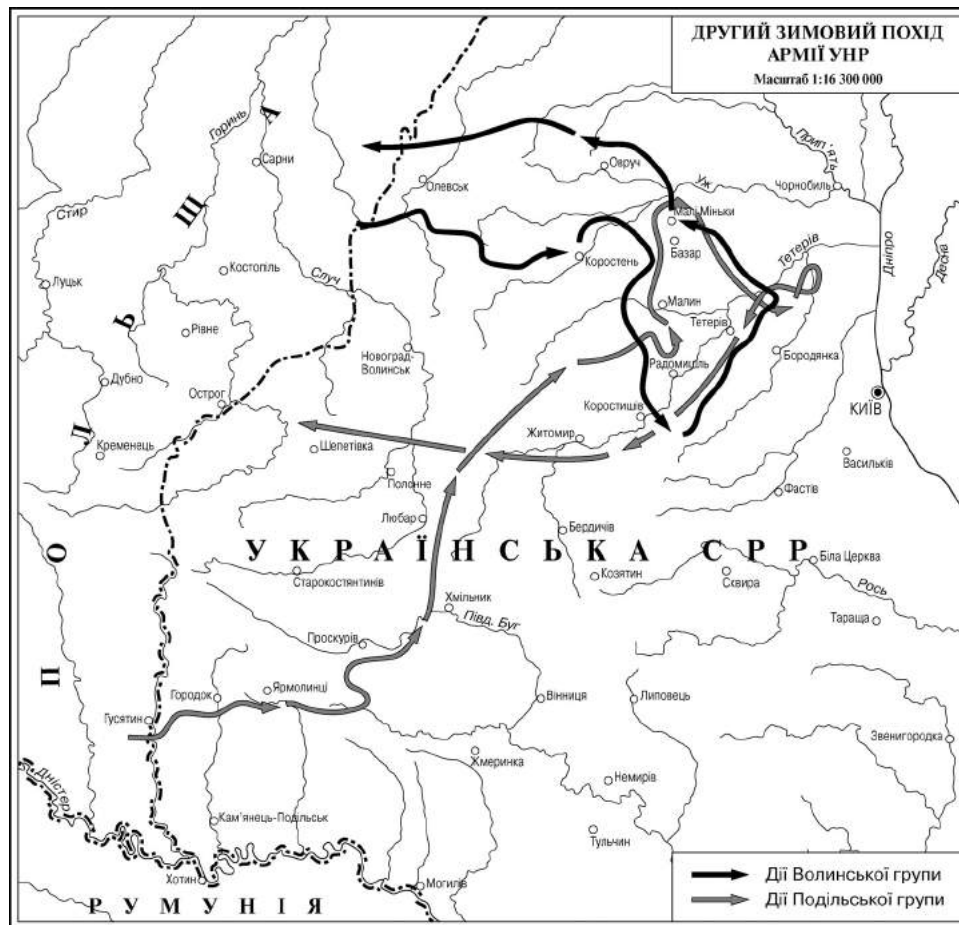 ДРУГИЙ ЗИМОВИЙ ПОХІД
АРМІЇ УНР
Масштаб 1:16 300 000
ПОЛЬЩА
Горинь
Сарни
Олевськ
Овруч
Прип'ять
Уж
Чорнобиль
Стир
Малі Міньки
Базар
Тетерів
Дніпро
Десна
Костопіль
Случ
Коростень
Луцьк
Рівне
Малин
Тетерів
Новоград-
Волинськ
Бородянка
Дубно
Острог
Радомишль
КИЇВ
Коростишів
Кременець
Шепетівка
Житомир
Васильків
Полонне
Фастів
Любар
Бердичів
УКРАЇНСЬКА СРР
Біла Церква
Старокостянтинів
Козятин
Сквира
Рось
Хмільник
Півд. Буг
Тараща
Проскурів
Ярмолинці
Городок
Вінниця
Липовець
Гусятин
Звенигородка
Жмеринка
Немирів
Дністер
Кам'янець-Подільськ
Тульчин
Хотин
Могилів
РУМУНІЯ
Дії Волинської групи
Дії Подільської групи